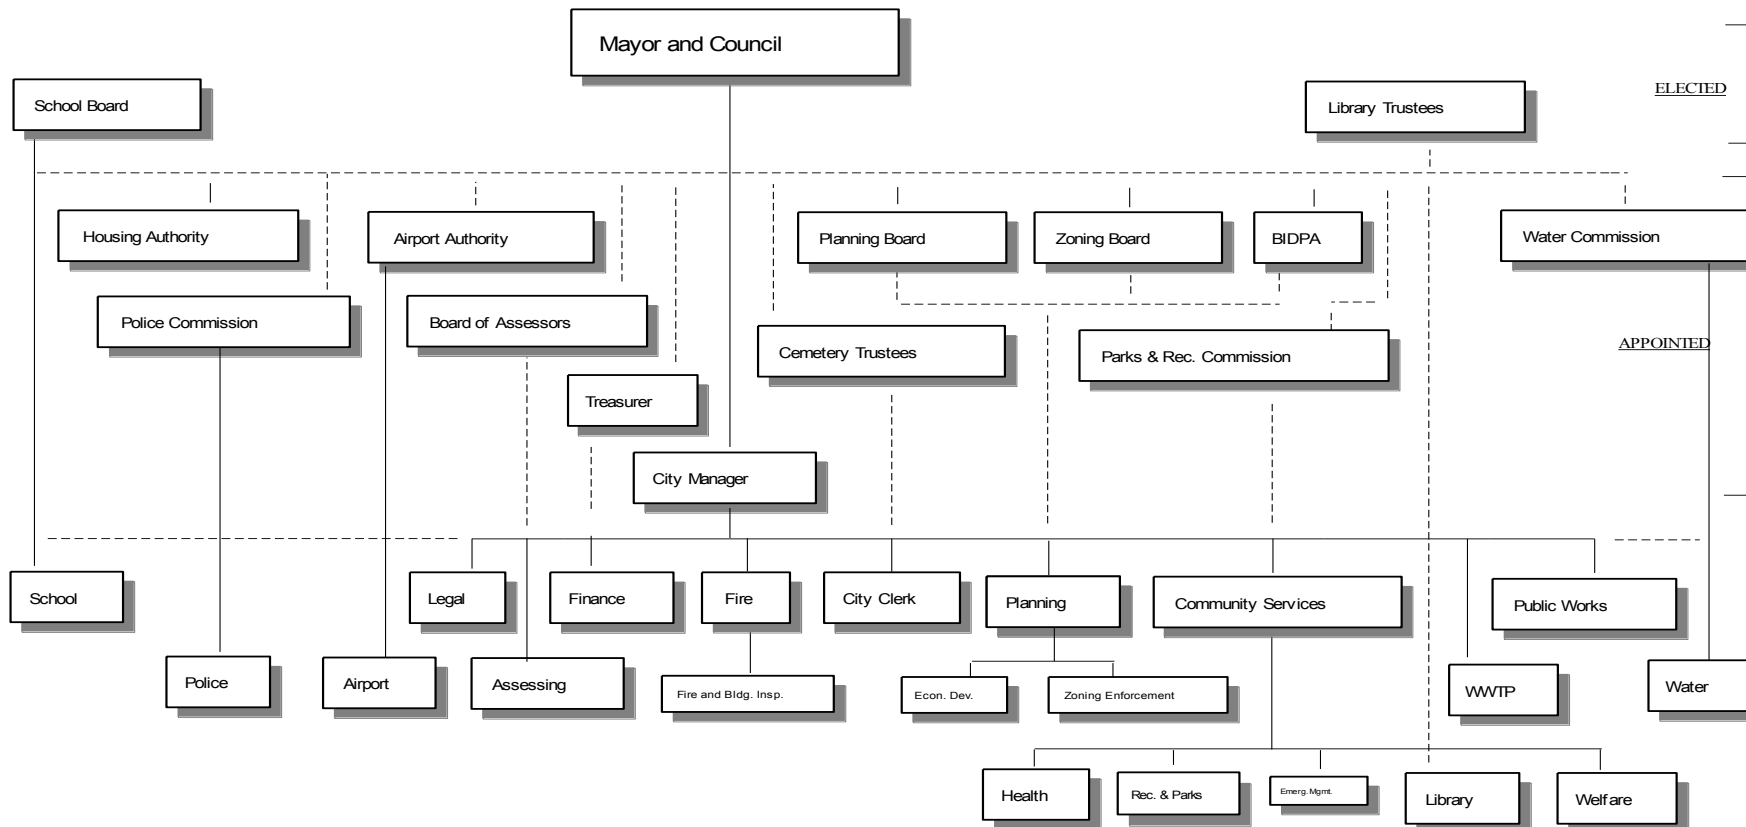 Mayor and Council
School Board
Library Trustees
ELECTED
Housing Authority
Airport Authority
Planning Board
Zoning Board
BIDPA
Water Commission
Police Commission
Board of Assessors
Cemetery Trustees
Parks & Rec. Commission
APPOINTED
Treasurer
City Manager
School
Legal
Finance
Fire
City Clerk
Planning
Community Services
Public Works
Police
Airport
Assessing
Fire and Bldg. Insp.
Econ. Dev.
Zoning Enforcement
WWTP
Water
Health
Rec. & Parks
Emerg. Mgmt.
Library
Welfare